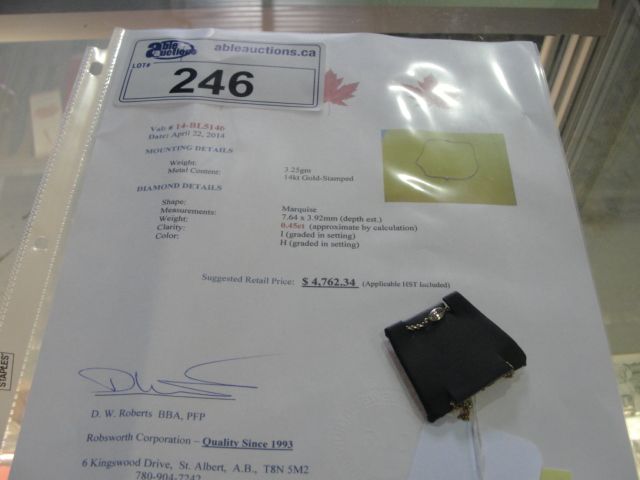 Able Auctions
ableauctions.ca
LOT#
246
Val: # 14-BL5146
Date: April 22, 2014
MOUNTING DETAILS
Weight: 3.25gm
Metal Content: 14kt Gold-Stamped
DIAMOND DETAILS
Shape: Marquise
Measurements: 7.64 x 3.92mm (depth est.)
Weight: 0.45ct (approximate by calculation)
Clarity: I (graded in setting)
Color: H (graded in setting)
Suggested Retail Price: $ 4,762.34 (Applicable HST Included)
D. W. Roberts BBA, PFP
Robsworth Corporation – Quality Since 1993
6 Kingswood Drive, St. Albert, A.B., T8N 5M2
780-904-7242
STAPLES